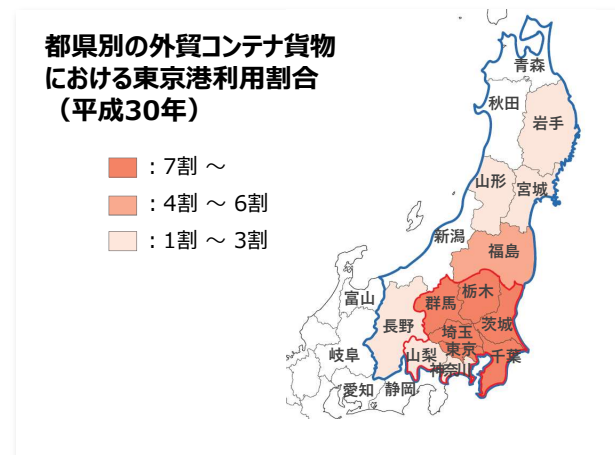 都県別の外貿コンテナ貨物
における東京港利用割合
（平成30年）
：7割 ～
：4割 ～ 6割
：1割 ～ 3割
青森
秋田
岩手
山形
宮城
新潟
福島
富山
群馬
栃木
長野
埼玉
茨城
岐阜
山梨
東京
千葉
神奈川
愛知
静岡